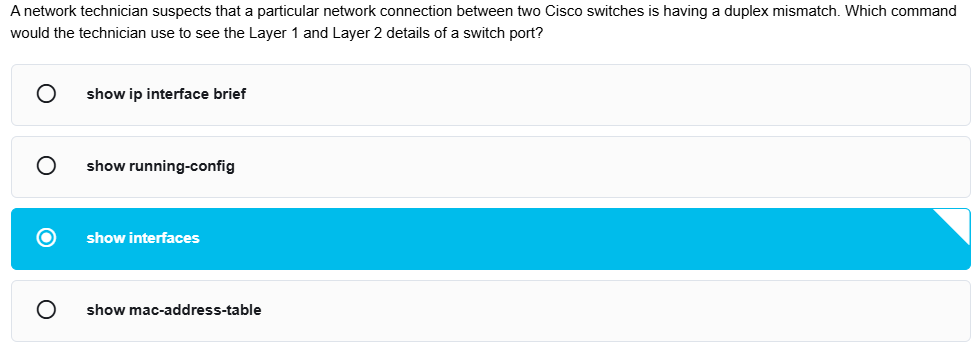 A network technician suspects that a particular network connection between two Cisco switches is having a duplex mismatch. Which command
would the technician use to see the Layer 1 and Layer 2 details of a switch port?
show ip interface brief
show running-config
show interfaces
show mac-address-table